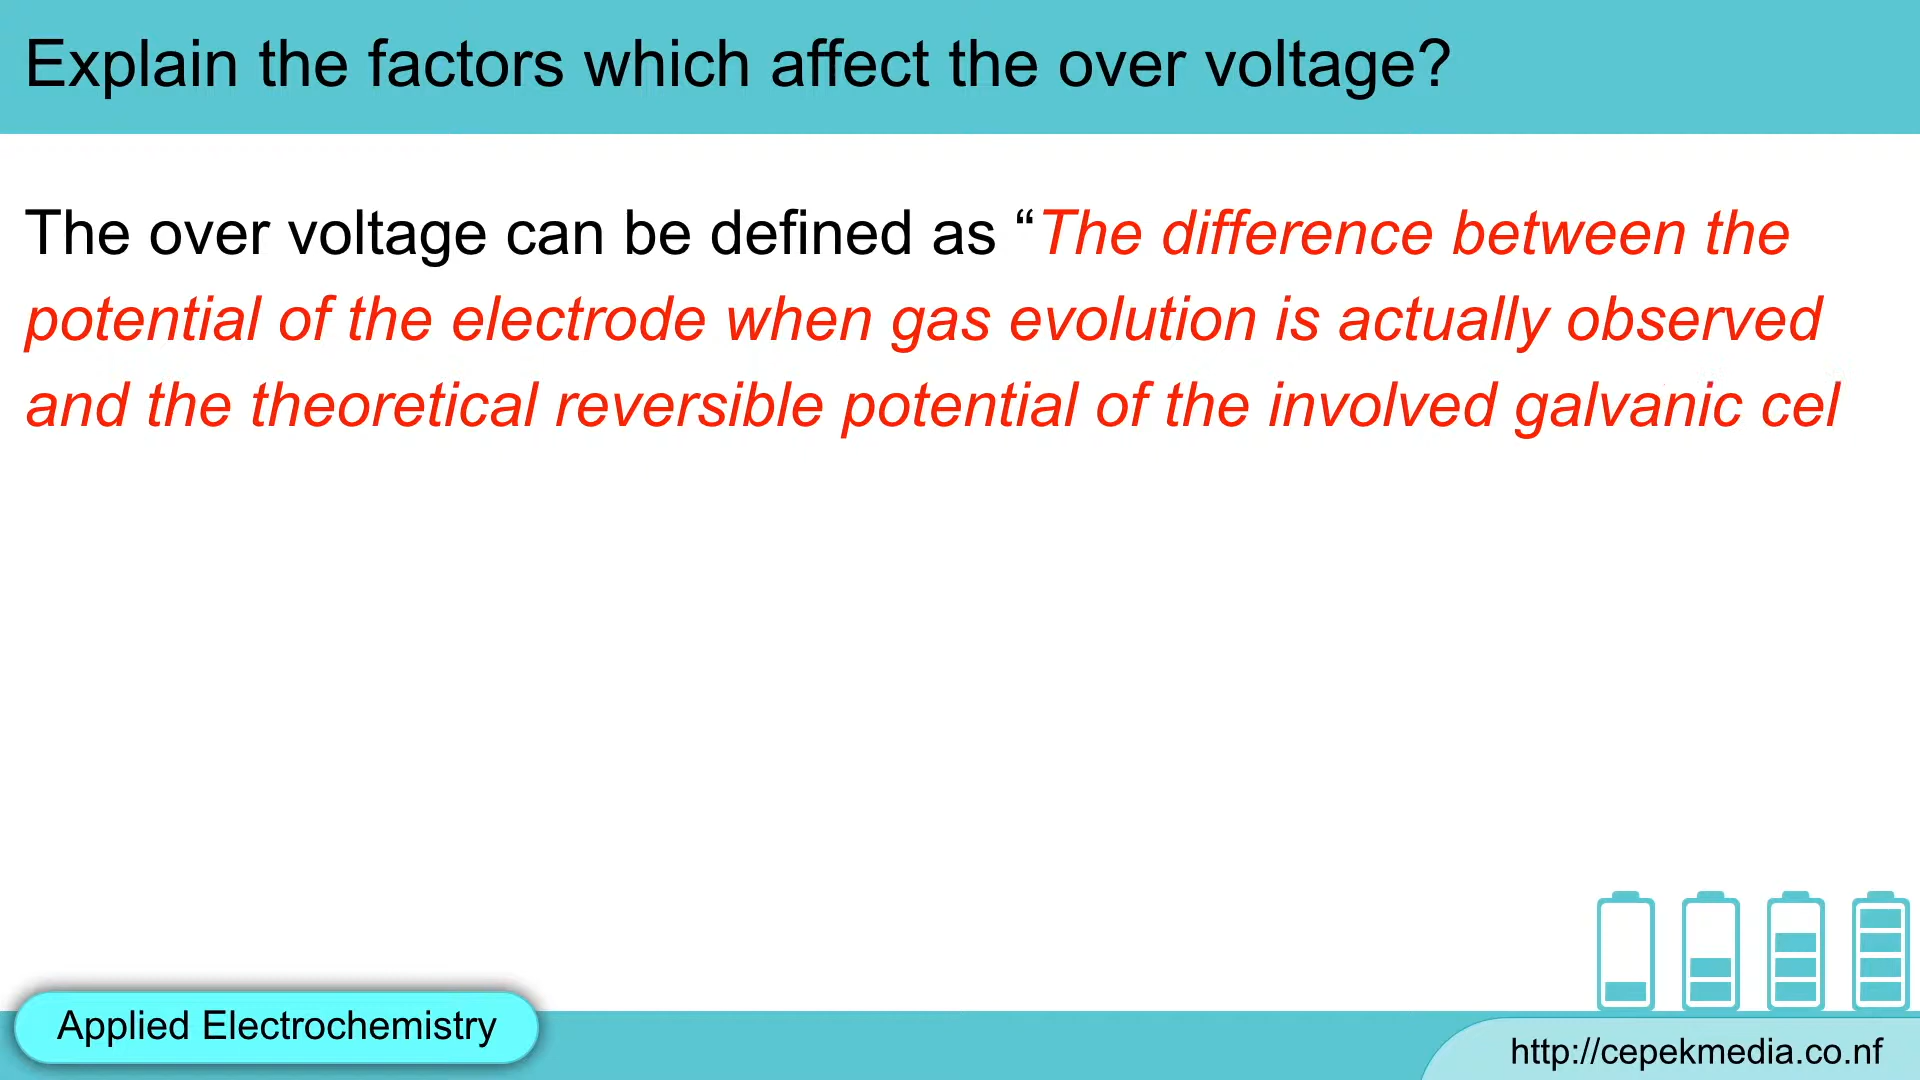 Explain the factors which affect the over voltage?
The over voltage can be defined as “The difference between the
potential of the electrode when gas evolution is actually observed
and the theoretical reversible potential of the involved galvanic cel
Applied Electrochemistry
http://cepekmedia.co.nf